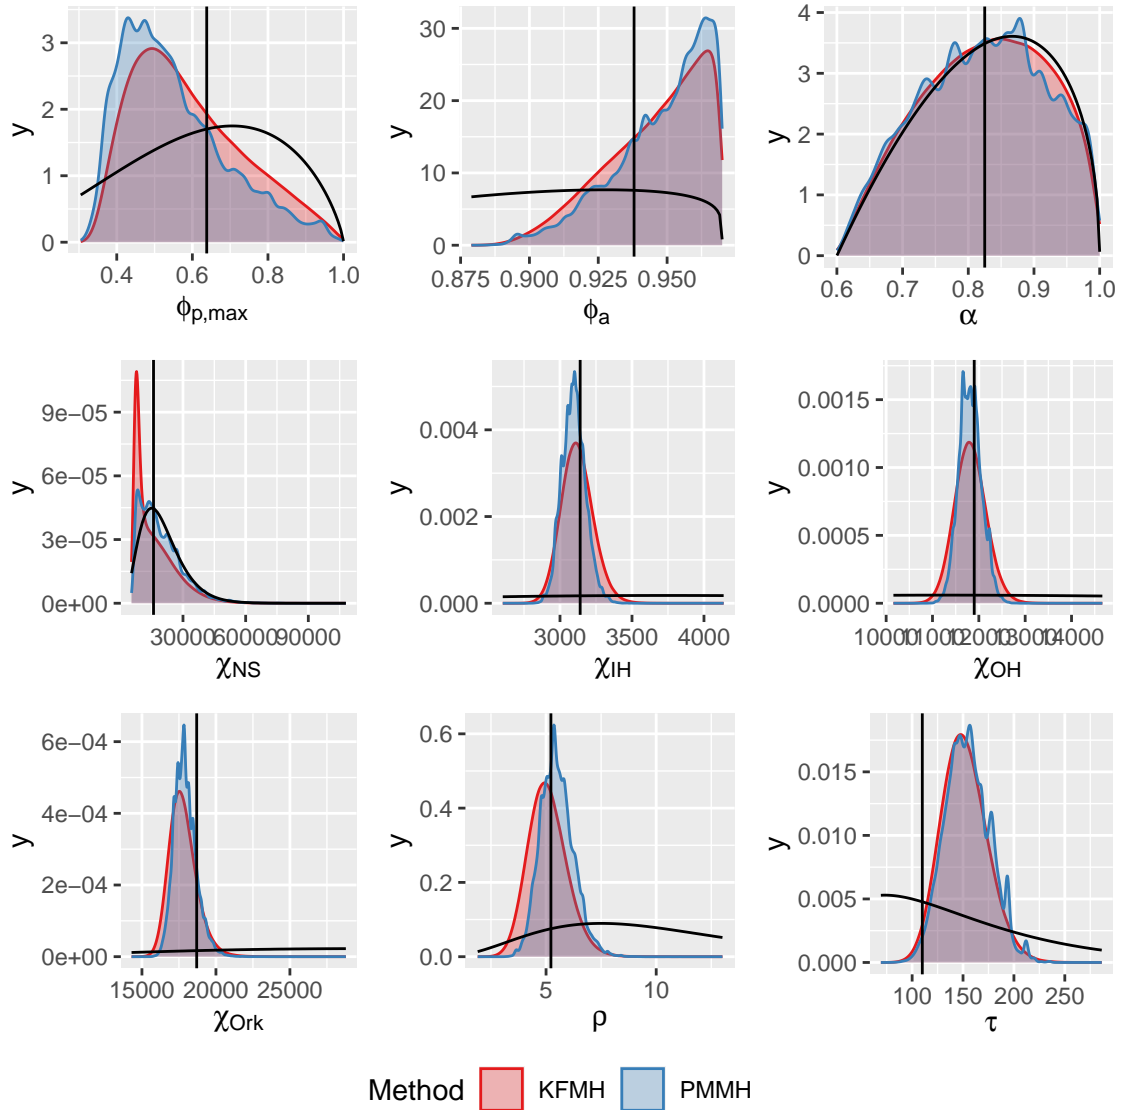 y
3
2
1
0
0.4 0.6 0.8 1.0
ϕp,max
y
30
20
10
0
0.875 0.900 0.925 0.950
ϕa
y
4
3
2
1
0
0.6 0.7 0.8 0.9 1.0
α
y
9e−05
6e−05
3e−05
0e+00
30000 60000 90000
χNS
y
0.004
0.002
0.000
3000 3500 4000
χIH
y
0.0015
0.0010
0.0005
0.0000
10000 11000 12000 13000 14000
χOH
y
6e−04
4e−04
2e−04
0e+00
15000 20000 25000
χOrk
y
0.6
0.4
0.2
0.0
5 10
ρ
y
0.015
0.010
0.005
0.000
100 150 200 250
τ
Method KFMH PMMH